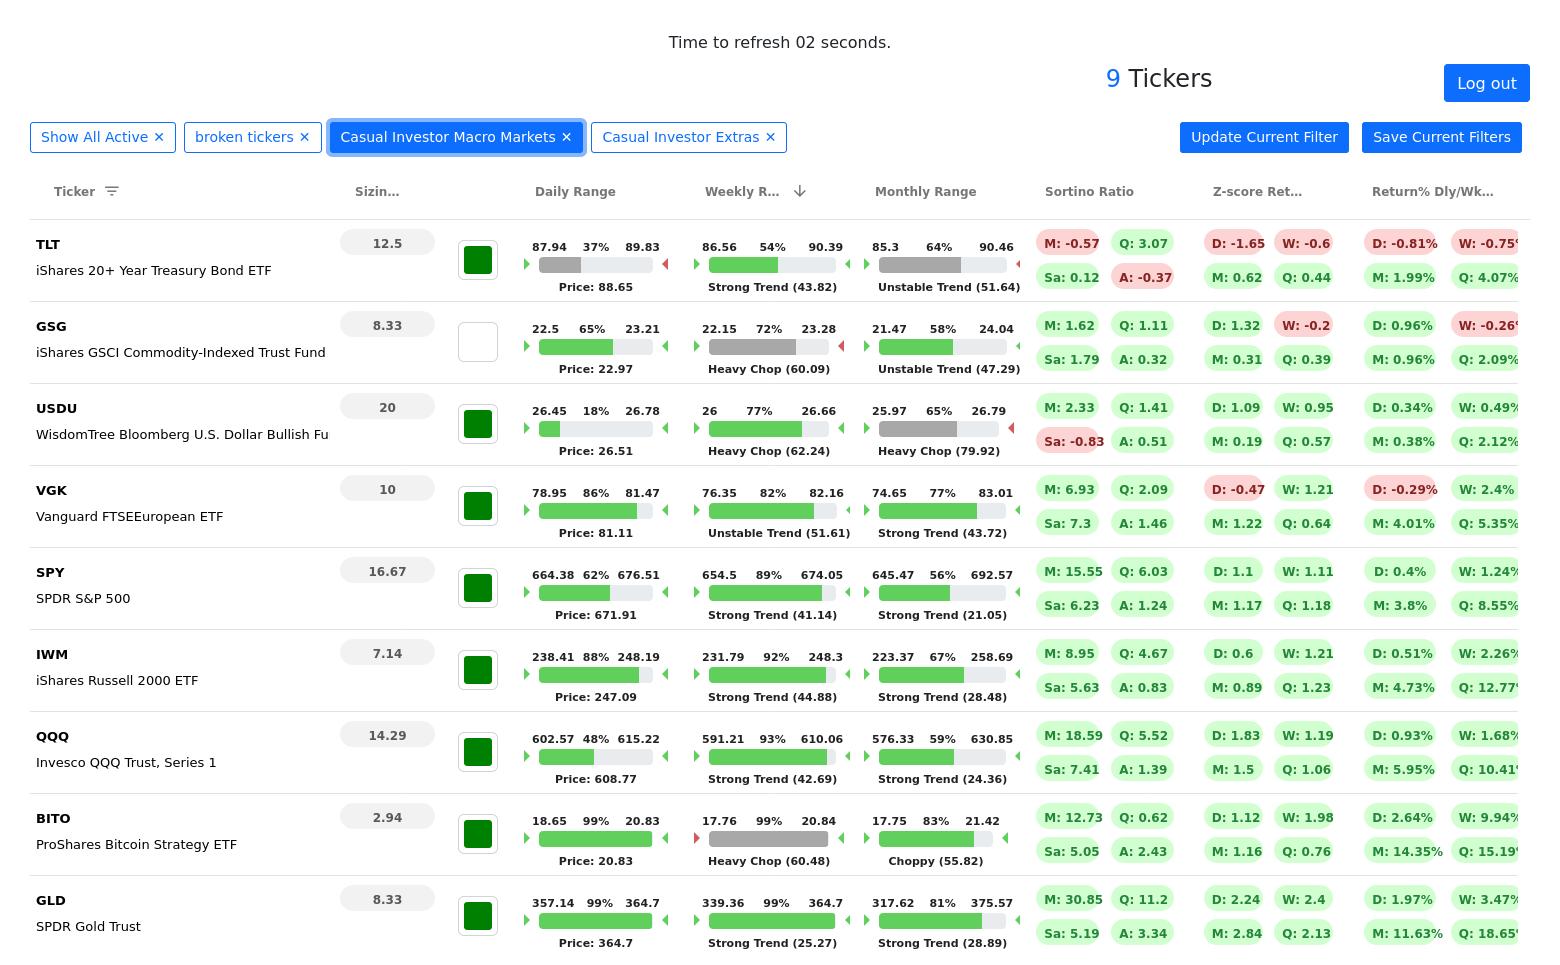 Time to refresh 02 seconds.
9 Tickers
Log out
Show All Active ✕ broken tickers ✕ Casual Investor Macro Markets ✕ Casual Investor Extras ✕ Update Current Filter Save Current Filters
Ticker Sizin… Daily Range Weekly R… Monthly Range Sortino Ratio Z-score Ret… Return% Dly/Wk…
TLT 12.5 87.94 37% 89.83 86.56 54% 90.39 85.3 64% 90.46 M: -0.57 Q: 3.07 D: -1.65 W: -0.6 D: -0.81% W: -0.75%
iShares 20+ Year Treasury Bond ETF Sa: 0.12 A: -0.37 M: 0.62 Q: 0.44 M: 1.99% Q: 4.07%
Price: 88.65 Strong Trend (43.82) Unstable Trend (51.64)
GSG 8.33 22.5 65% 23.21 22.15 72% 23.28 21.47 58% 24.04 M: 1.62 Q: 1.11 D: 1.32 W: -0.2 D: 0.96% W: -0.26%
iShares GSCI Commodity-Indexed Trust Fund Sa: 1.79 A: 0.32 M: 0.31 Q: 0.39 M: 0.96% Q: 2.09%
Price: 22.97 Heavy Chop (60.09) Unstable Trend (47.29)
USDU 20 26.45 18% 26.78 26 77% 26.66 25.97 65% 26.79 M: 2.33 Q: 1.41 D: 1.09 W: 0.95 D: 0.34% W: 0.49%
WisdomTree Bloomberg U.S. Dollar Bullish Fu Sa: -0.83 A: 0.51 M: 0.19 Q: 0.57 M: 0.38% Q: 2.12%
Price: 26.51 Heavy Chop (62.24) Heavy Chop (79.92)
VGK 10 78.95 86% 81.47 76.35 82% 82.16 74.65 77% 83.01 M: 6.93 Q: 2.09 D: -0.47 W: 1.21 D: -0.29% W: 2.4%
Vanguard FTSEEuropean ETF Sa: 7.3 A: 1.46 M: 1.22 Q: 0.64 M: 4.01% Q: 5.35%
Price: 81.11 Unstable Trend (51.61) Strong Trend (43.72)
SPY 16.67 664.38 62% 676.51 654.5 89% 674.05 645.47 56% 692.57 M: 15.55 Q: 6.03 D: 1.1 W: 1.11 D: 0.4% W: 1.24%
SPDR S&P 500 Sa: 6.23 A: 1.24 M: 1.17 Q: 1.18 M: 3.8% Q: 8.55%
Price: 671.91 Strong Trend (41.14) Strong Trend (21.05)
IWM 7.14 238.41 88% 248.19 231.79 92% 248.3 223.37 67% 258.69 M: 8.95 Q: 4.67 D: 0.6 W: 1.21 D: 0.51% W: 2.26%
iShares Russell 2000 ETF Sa: 5.63 A: 0.83 M: 0.89 Q: 1.23 M: 4.73% Q: 12.77%
Price: 247.09 Strong Trend (44.88) Strong Trend (28.48)
QQQ 14.29 602.57 48% 615.22 591.21 93% 610.06 576.33 59% 630.85 M: 18.59 Q: 5.52 D: 1.83 W: 1.19 D: 0.93% W: 1.68%
Invesco QQQ Trust, Series 1 Sa: 7.41 A: 1.39 M: 1.5 Q: 1.06 M: 5.95% Q: 10.41%
Price: 608.77 Strong Trend (42.69) Strong Trend (24.36)
BITO 2.94 18.65 99% 20.83 17.76 99% 20.84 17.75 83% 21.42 M: 12.73 Q: 0.62 D: 1.12 W: 1.98 D: 2.64% W: 9.94%
ProShares Bitcoin Strategy ETF Sa: 5.05 A: 2.43 M: 1.16 Q: 0.76 M: 14.35% Q: 15.19%
Price: 20.83 Heavy Chop (60.48) Choppy (55.82)
GLD 8.33 357.14 99% 364.7 339.36 99% 364.7 317.62 81% 375.57 M: 30.85 Q: 11.2 D: 2.24 W: 2.4 D: 1.97% W: 3.47%
SPDR Gold Trust Sa: 5.19 A: 3.34 M: 2.84 Q: 2.13 M: 11.63% Q: 18.65%
Price: 364.7 Strong Trend (25.27) Strong Trend (28.89)